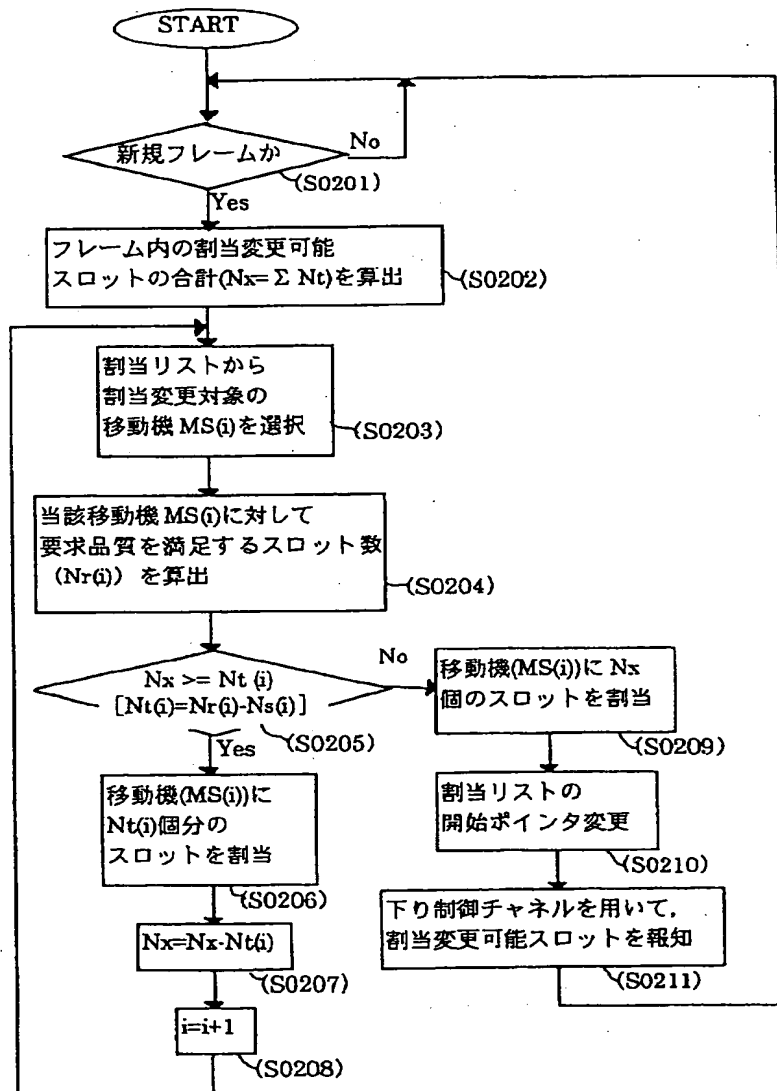 START
No
新規フレームか
(S0201)
Yes
フレーム内の割当変更可能
スロットの合計(Nx=Σ Nt)を算出
(S0202)
割当リストから
割当変更対象の
移動機 MS(i)を選択
(S0203)
当該移動機 MS(i)に対して
要求品質を満足するスロット数
(Nr(i)) を算出
(S0204)
Nx >= Nt (i)
[Nt(i)=Nr(i)-Ns(i)]
(S0205)
No
Yes
移動機(MS(i))に
Nt(i)個分の
スロットを割当
(S0206)
Nx=Nx-Nt(i)
(S0207)
i=i+1
(S0208)
移動機(MS(i))に Nx
個のスロットを割当
(S0209)
割当リストの
開始ポインタ変更
(S0210)
下り制御チャネルを用いて,
割当変更可能スロットを報知
(S0211)